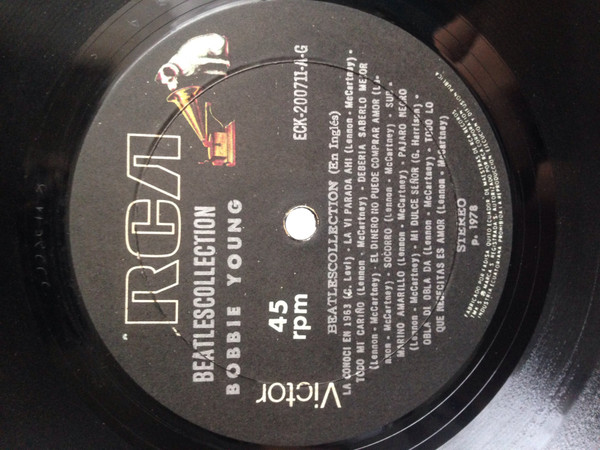 RCA
BEATLESCOLLECTION
BOBBIE YOUNG
45
rpm
ECK-200711-A-G
BEATLESCOLLECTION (En Inglés)
LA CONOCI EN 1963 (C. Levi) - LA VI PARADA AHI (Lennon - McCartney) -
TODO MI CARIÑO (Lennon - McCartney) - DEBERIA SABERLO MEJOR
(Lennon - McCartney) - EL DINERO NO PUEDE COMPRAR AMOR (Le-
nnon - McCartney) - SOCORRO (Lennon - McCartney) - SUB-
MARINO AMARILLO (Lennon - McCartney) - PAJARO NEGRO
(Lennon - McCartney) - MI DULCE SEÑOR (G. Harrison) -
OBLA DI OBLA DA (Lennon - McCartney) - TODO LO
QUE NECESITAS ES AMOR (Lennon - McCartney)
STEREO
p. 1978
Victor